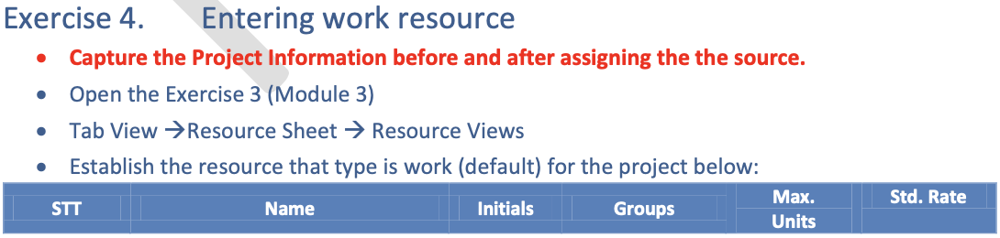 Exercise 4. Entering work resource
• Capture the Project Information before and after assigning the the source.
• Open the Exercise 3 (Module 3)
• Tab View →Resource Sheet → Resource Views
• Establish the resource that type is work (default) for the project below:
STT Name Initials Groups Max. Units Std. Rate